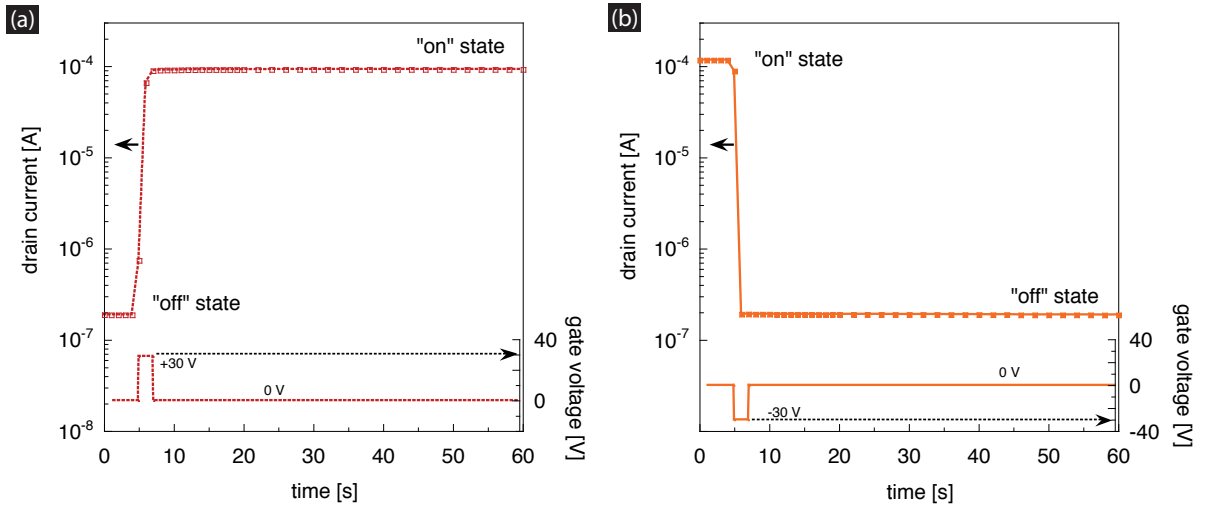 (a)
drain current [A]
10⁻⁴
10⁻⁵
10⁻⁶
10⁻⁷
10⁻⁸
"on" state
"off" state
+30 V
0 V
40
0
gate voltage [V]
0 10 20 30 40 50 60
time [s]
(b)
drain current [A]
10⁻⁴
10⁻⁵
10⁻⁶
10⁻⁷
"on" state
"off" state
0 V
-30 V
40
0
-40
gate voltage [V]
0 10 20 30 40 50 60
time [s]